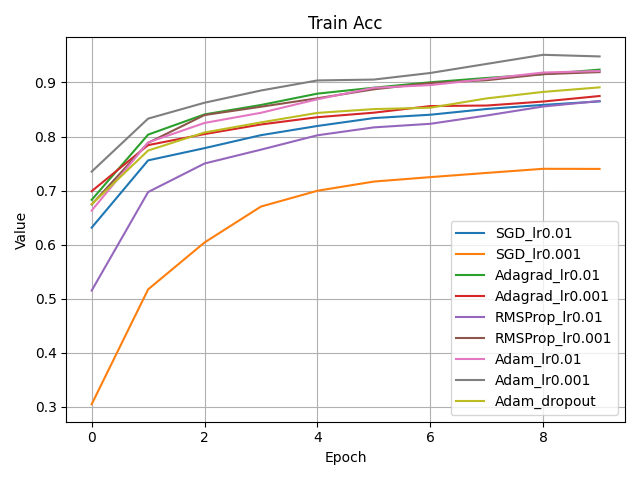 Train Acc
Value
0.9
0.8
0.7
0.6
0.5
0.4
0.3
0
2
4
6
8
Epoch
SGD_lr0.01
SGD_lr0.001
Adagrad_lr0.01
Adagrad_lr0.001
RMSProp_lr0.01
RMSProp_lr0.001
Adam_lr0.01
Adam_lr0.001
Adam_dropout